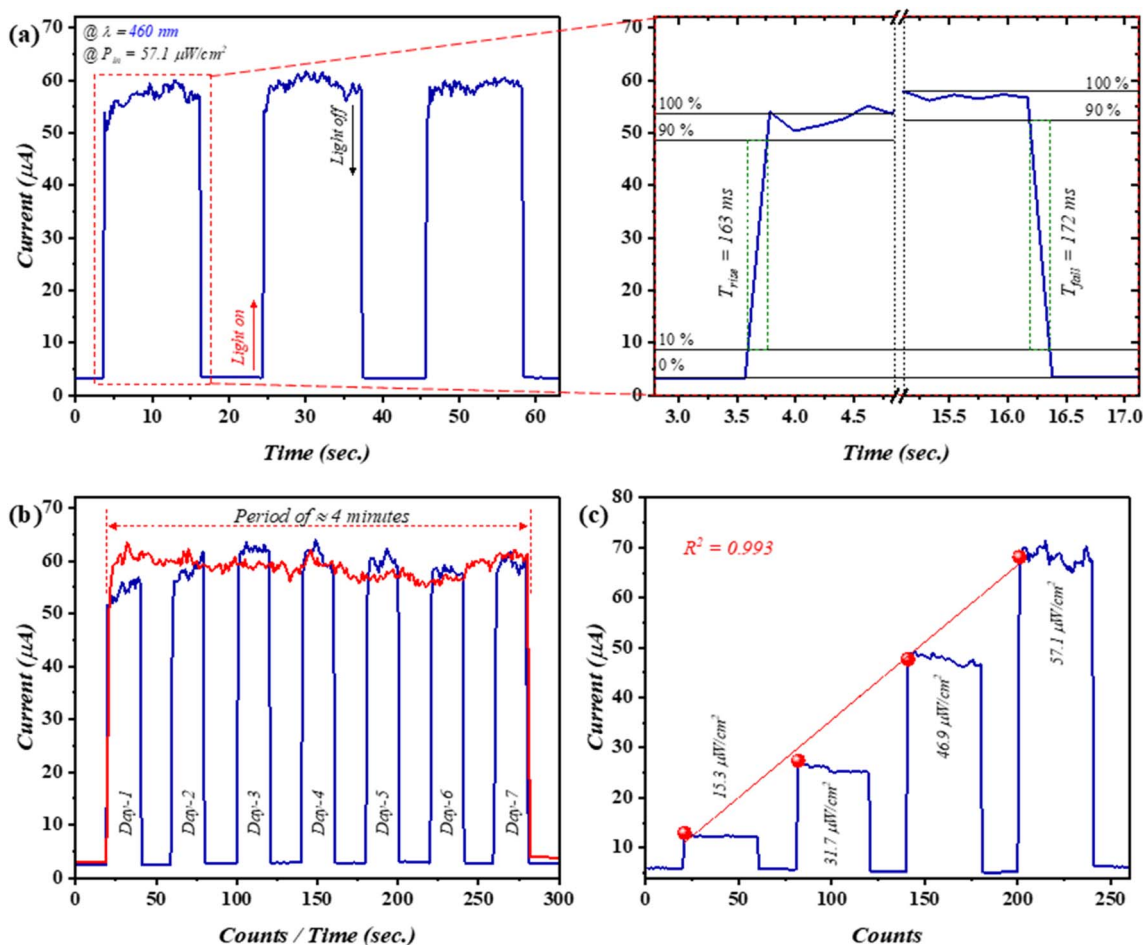 (a)
@ λ = 460 nm
@ P_in = 57.1 μW/cm²
70
60
50
40
30
20
10
0
Current (μA)
Light on
Light off
0 10 20 30 40 50 60
Time (sec.)
70
60
50
40
30
20
10
0
100 %
90 %
10 %
0 %
T_rise = 163 ms
100 %
90 %
T_fall = 172 ms
3.0 3.5 4.0 4.5 15.5 16.0 16.5 17.0
Time (sec.)
(b)
Period of ≈ 4 minutes
70
60
50
40
30
20
10
0
Current (μA)
Day-1
Day-2
Day-3
Day-4
Day-5
Day-6
Day-7
0 50 100 150 200 250 300
Counts / Time (sec.)
(c)
R² = 0.993
80
70
60
50
40
30
20
10
Current (μA)
15.3 μW/cm²
31.7 μW/cm²
46.9 μW/cm²
57.1 μW/cm²
0 50 100 150 200 250
Counts